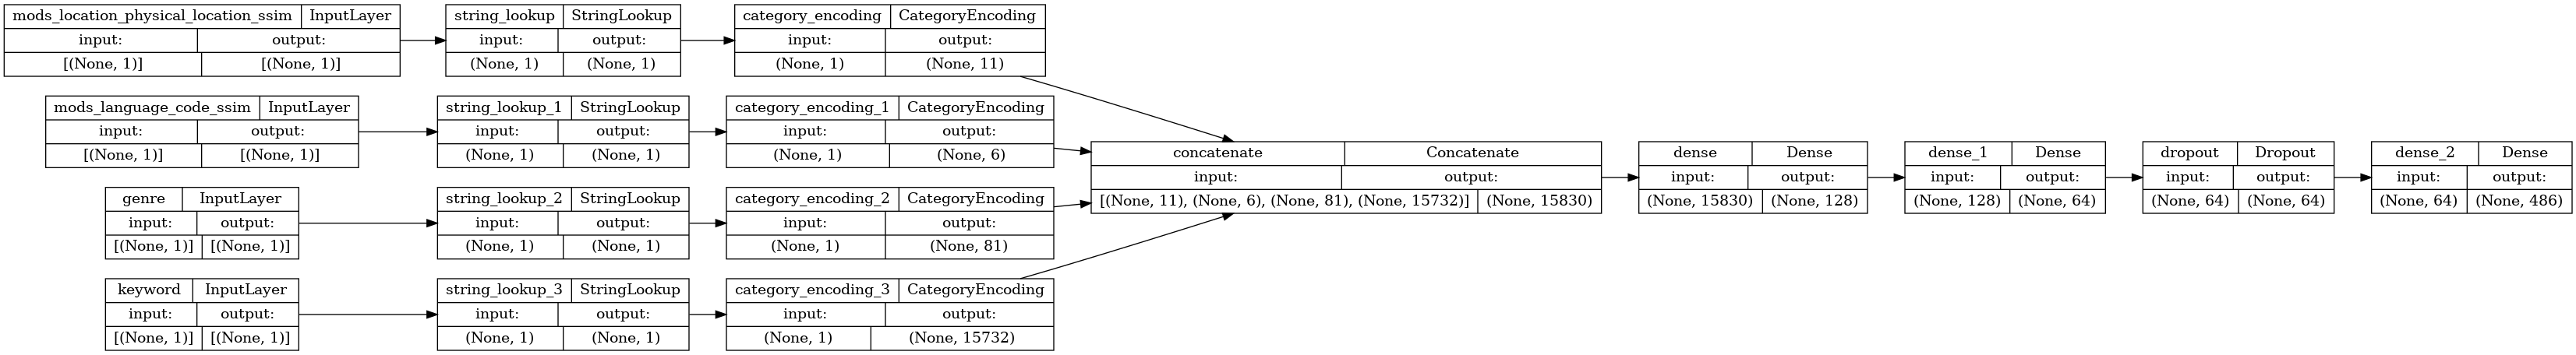 mods_location_physical_location_ssim InputLayer
input: output:
[(None, 1)] [(None, 1)]
string_lookup StringLookup
input: output:
(None, 1) (None, 1)
category_encoding CategoryEncoding
input: output:
(None, 1) (None, 11)
mods_language_code_ssim InputLayer
input: output:
[(None, 1)] [(None, 1)]
string_lookup_1 StringLookup
input: output:
(None, 1) (None, 1)
category_encoding_1 CategoryEncoding
input: output:
(None, 1) (None, 6)
genre InputLayer
input: output:
[(None, 1)] [(None, 1)]
string_lookup_2 StringLookup
input: output:
(None, 1) (None, 1)
category_encoding_2 CategoryEncoding
input: output:
(None, 1) (None, 81)
keyword InputLayer
input: output:
[(None, 1)] [(None, 1)]
string_lookup_3 StringLookup
input: output:
(None, 1) (None, 1)
category_encoding_3 CategoryEncoding
input: output:
(None, 1) (None, 15732)
concatenate Concatenate
input: output:
[(None, 11), (None, 6), (None, 81), (None, 15732)] (None, 15830)
dense Dense
input: output:
(None, 15830) (None, 128)
dense_1 Dense
input: output:
(None, 128) (None, 64)
dropout Dropout
input: output:
(None, 64) (None, 64)
dense_2 Dense
input: output:
(None, 64) (None, 486)